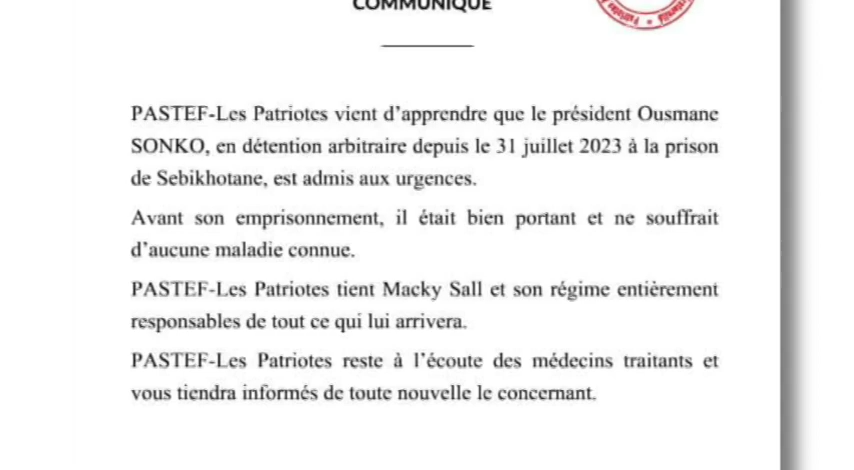 COMMUNIQUÉ
PASTEF-Les Patriotes vient d'apprendre que le président Ousmane
SONKO, en détention arbitraire depuis le 31 juillet 2023 à la prison
de Sebikhotane, est admis aux urgences.
Avant son emprisonnement, il était bien portant et ne souffrait
d'aucune maladie connue.
PASTEF-Les Patriotes tient Macky Sall et son régime entièrement
responsables de tout ce qui lui arrivera.
PASTEF-Les Patriotes reste à l'écoute des médecins traitants et
vous tiendra informés de toute nouvelle le concernant.